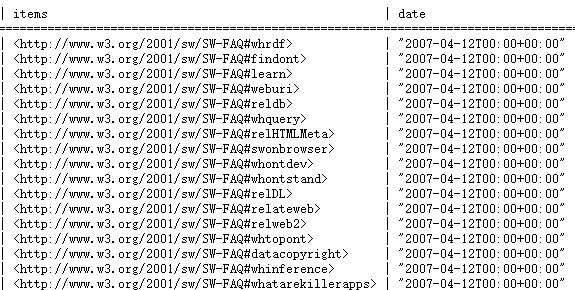 | items | date
================================================================================
| <http://www.w3.org/2001/sw/SW-FAQ#whrdf> | "2007-04-12T00:00+00:00"
| <http://www.w3.org/2001/sw/SW-FAQ#findont> | "2007-04-12T00:00+00:00"
| <http://www.w3.org/2001/sw/SW-FAQ#learn> | "2007-04-12T00:00+00:00"
| <http://www.w3.org/2001/sw/SW-FAQ#weburi> | "2007-04-12T00:00+00:00"
| <http://www.w3.org/2001/sw/SW-FAQ#reldb> | "2007-04-12T00:00+00:00"
| <http://www.w3.org/2001/sw/SW-FAQ#whquery> | "2007-04-12T00:00+00:00"
| <http://www.w3.org/2001/sw/SW-FAQ#relHTMLMeta> | "2007-04-12T00:00+00:00"
| <http://www.w3.org/2001/sw/SW-FAQ#swonbrowser> | "2007-04-12T00:00+00:00"
| <http://www.w3.org/2001/sw/SW-FAQ#whontdev> | "2007-04-12T00:00+00:00"
| <http://www.w3.org/2001/sw/SW-FAQ#whontstand> | "2007-04-12T00:00+00:00"
| <http://www.w3.org/2001/sw/SW-FAQ#relDL> | "2007-04-12T00:00+00:00"
| <http://www.w3.org/2001/sw/SW-FAQ#relateweb> | "2007-04-12T00:00+00:00"
| <http://www.w3.org/2001/sw/SW-FAQ#relweb2> | "2007-04-12T00:00+00:00"
| <http://www.w3.org/2001/sw/SW-FAQ#whtopont> | "2007-04-12T00:00+00:00"
| <http://www.w3.org/2001/sw/SW-FAQ#datacopyright> | "2007-04-12T00:00+00:00"
| <http://www.w3.org/2001/sw/SW-FAQ#whinference> | "2007-04-12T00:00+00:00"
| <http://www.w3.org/2001/sw/SW-FAQ#whatarekillerapps> | "2007-04-12T00:00+00:00"